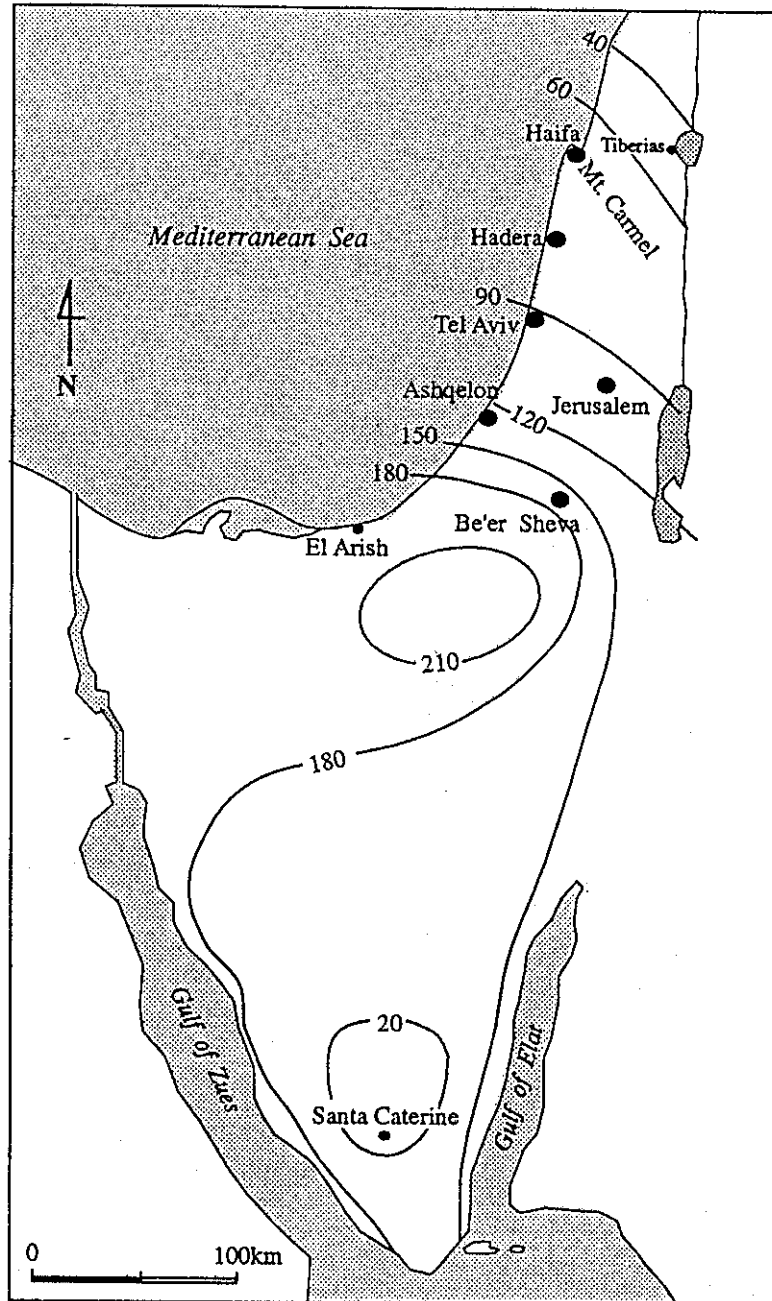 40
60
Haifa
Tiberias
Mt. Carmel
Mediterranean Sea
Hadera
90
Tel Aviv
N
Ashqelon
Jerusalem
120
150
180
Be'er Sheva
El Arish
210
180
20
Gulf of Zues
Gulf of Elat
Santa Caterine
0
100km